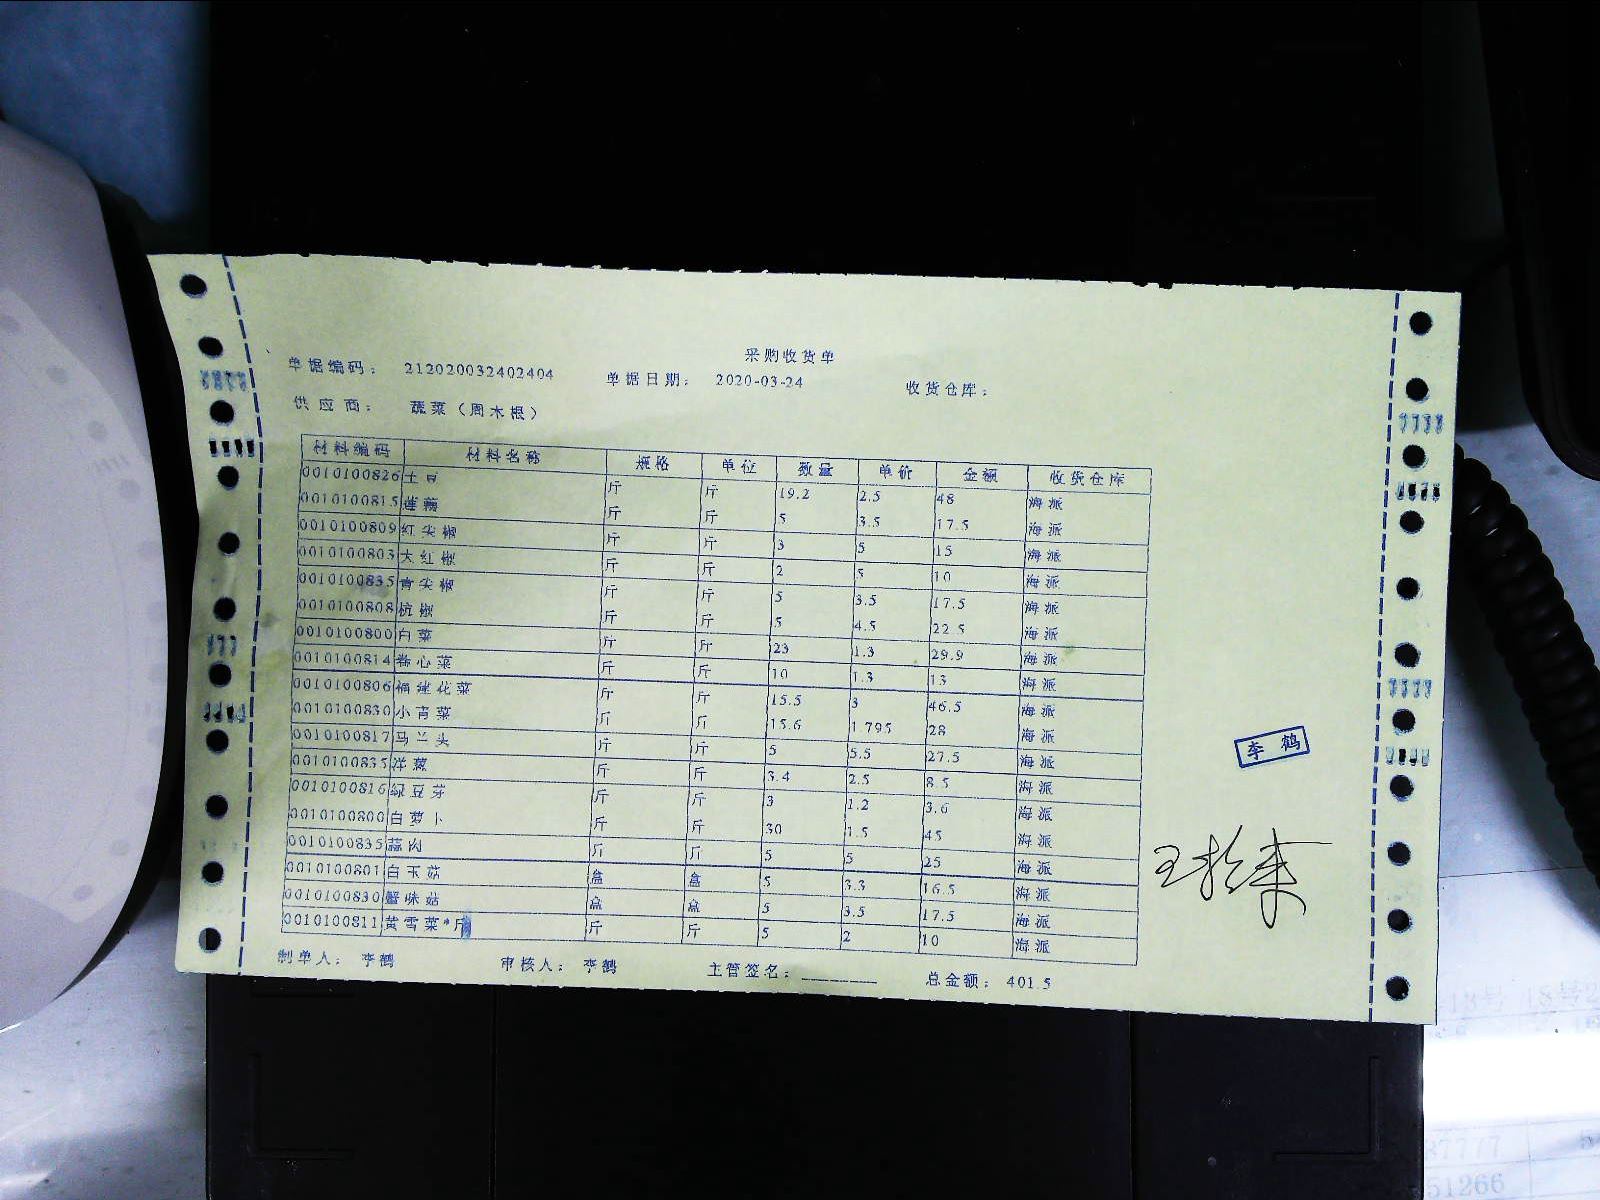 采购收货单
单据编码： 212020032402404 单据日期： 2020-03-24 收货仓库：
供应商： 蔬菜（周木根）
材料编码 材料名称 规格 单位 数量 单价 金额 收货仓库
0010100826 土豆 斤 斤 19.2 2.5 48 海派
0010100815 莲藕 斤 斤 5 3.5 17.5 海派
0010100809 红尖椒 斤 斤 3 5 15 海派
0010100803 大红椒 斤 斤 2 5 10 海派
0010100835 青尖椒 斤 斤 5 3.5 17.5 海派
0010100808 杭椒 斤 斤 5 4.5 22.5 海派
0010100800 白菜 斤 斤 23 1.3 29.9 海派
0010100814 卷心菜 斤 斤 10 1.3 13 海派
0010100806 福建花菜 斤 斤 15.5 3 46.5 海派
0010100830 小青菜 斤 斤 15.6 1.795 28 海派
0010100817 马兰头 斤 斤 5 5.5 27.5 海派
0010100835 洋葱 斤 斤 3.4 2.5 8.5 海派
0010100816 绿豆芽 斤 斤 3 1.2 3.6 海派
0010100800 白萝卜 斤 斤 30 1.5 45 海派
0010100835 蒜肉 斤 斤 5 5 25 海派
0010100801 白玉菇 盒 盒 5 3.3 16.5 海派
0010100830 蟹味菇 盒 盒 5 3.5 17.5 海派
0010100811 黄雪菜*斤 斤 斤 5 2 10 海派
李鹤
制单人： 李鹤 审核人： 李鹤 主管签名： 总金额： 401.5
37777
51266